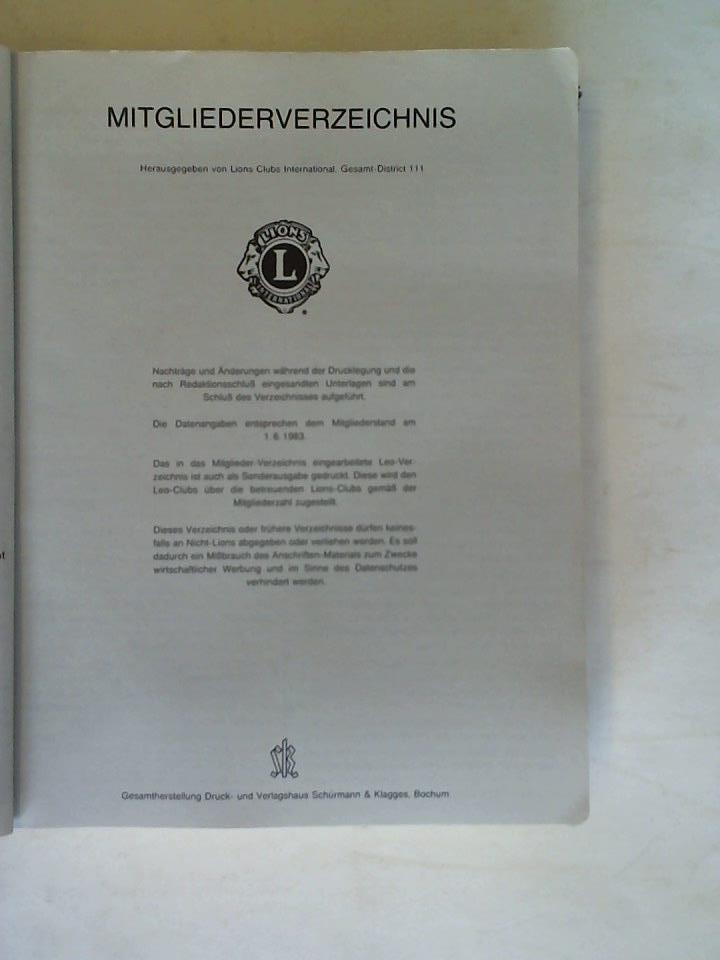 MITGLIEDERVERZEICHNIS
Herausgegeben von Lions Clubs International, Gesamt-District 111
LIONS
L
INTERNATIONAL
®
Nachträge und Änderungen während der Drucklegung und die
nach Redaktionsschluß eingesandten Unterlagen sind am
Schluß des Verzeichnisses aufgeführt.
Die Datenangaben entsprechen dem Mitgliederstand am
1. 6. 1983.
Das in das Mitglieder-Verzeichnis eingearbeitete Leo-Ver-
zeichnis ist auch als Sonderausgabe gedruckt. Diese wird den
Leo-Clubs über die betreuenden Lions-Clubs gemäß der
Mitgliederzahl zugestellt.
Dieses Verzeichnis oder frühere Verzeichnisse dürfen keines-
falls an Nicht-Lions abgegeben oder verliehen werden. Es soll
dadurch ein Mißbrauch des Anschriften-Materials zum Zwecke
wirtschaftlicher Werbung und im Sinne des Datenschutzes
verhindert werden.
Gesamtherstellung Druck- und Verlagshaus Schürmann & Klagges, Bochum